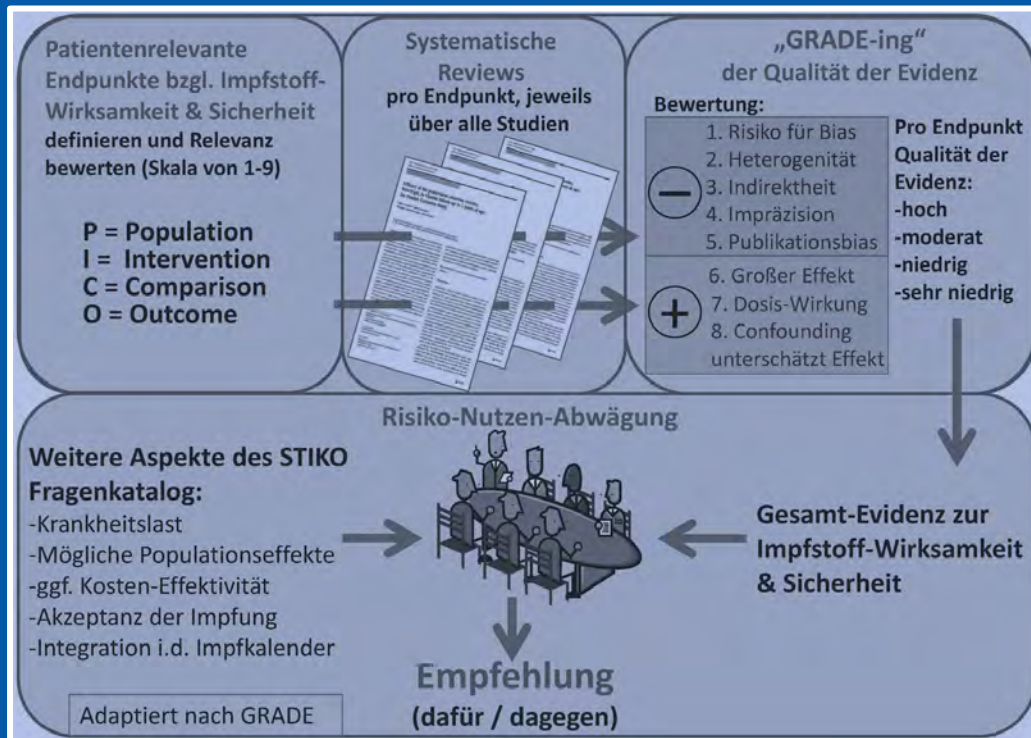 Patientenrelevante
Endpunkte bzgl. Impfstoff-
Wirksamkeit & Sicherheit
definieren und Relevanz
bewerten (Skala von 1-9)
P = Population
I = Intervention
C = Comparison
O = Outcome
Systematische
Reviews
pro Endpunkt, jeweils
über alle Studien
„GRADE-ing“
der Qualität der Evidenz
Bewertung:
1. Risiko für Bias
2. Heterogenität
3. Indirektheit
4. Impräzision
5. Publikationsbias
6. Großer Effekt
7. Dosis-Wirkung
8. Confounding
unterschätzt Effekt
Pro Endpunkt
Qualität der
Evidenz:
-hoch
-moderat
-niedrig
-sehr niedrig
Risiko-Nutzen-Abwägung
Weitere Aspekte des STIKO
Fragenkatalog:
-Krankheitslast
-Mögliche Populationseffekte
-ggf. Kosten-Effektivität
-Akzeptanz der Impfung
-Integration i.d. Impfkalender
Gesamt-Evidenz zur
Impfstoff-Wirksamkeit
& Sicherheit
Empfehlung
(dafür / dagegen)
Adaptiert nach GRADE